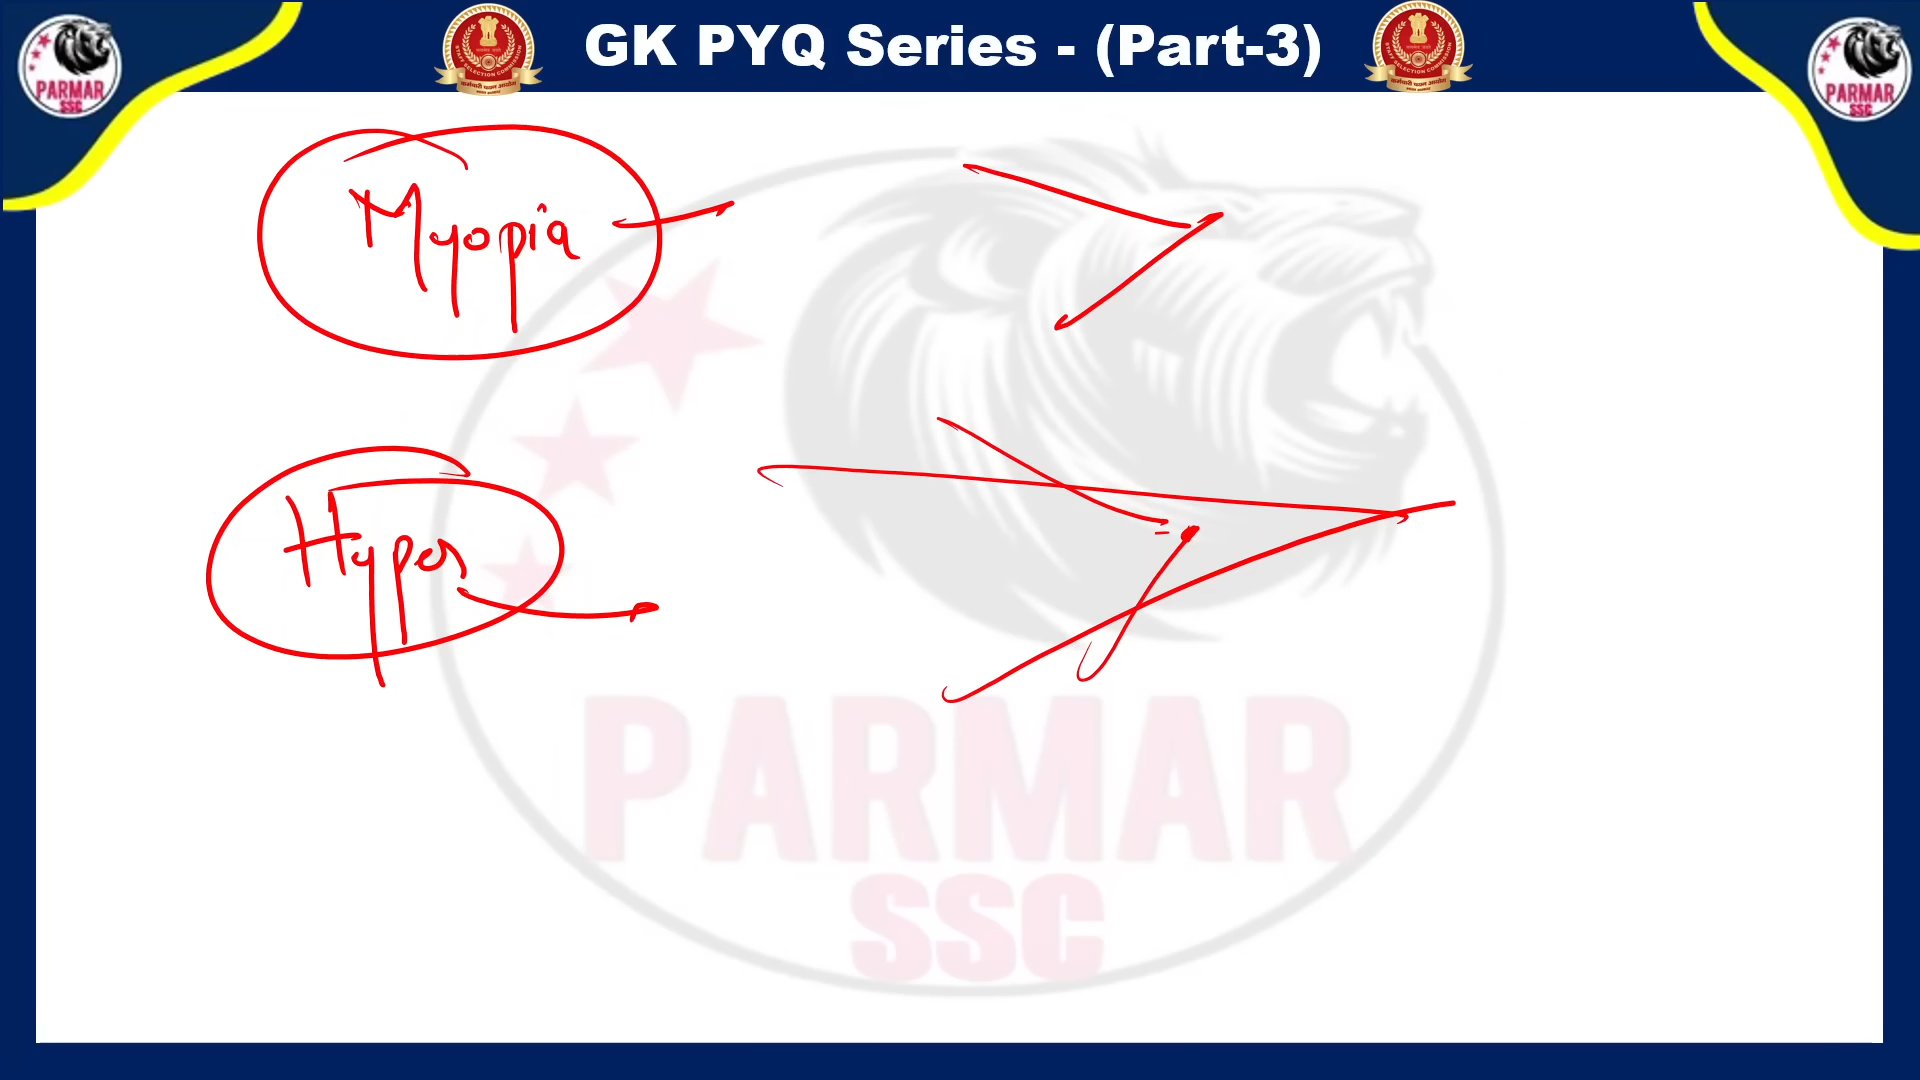 GK PYQ Series - (Part-3)
PARMAR
SSC
PARMAR
SSC
Myopia
Hyper
PARMAR
SSC